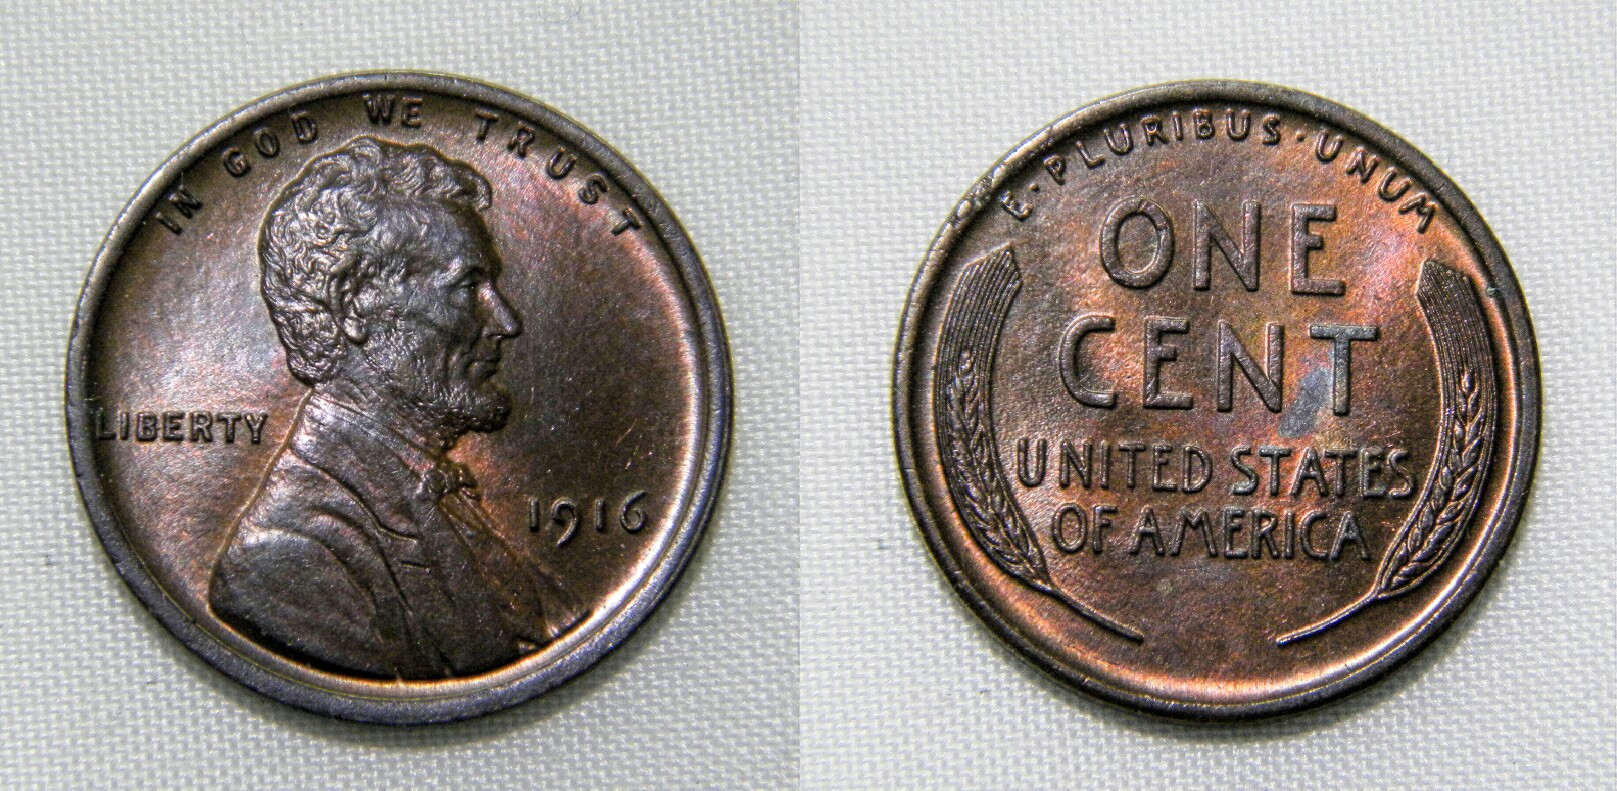 IN GOD WE TRUST
LIBERTY
1916
E·PLURIBUS·UNUM
ONE
CENT
UNITED STATES
OF AMERICA